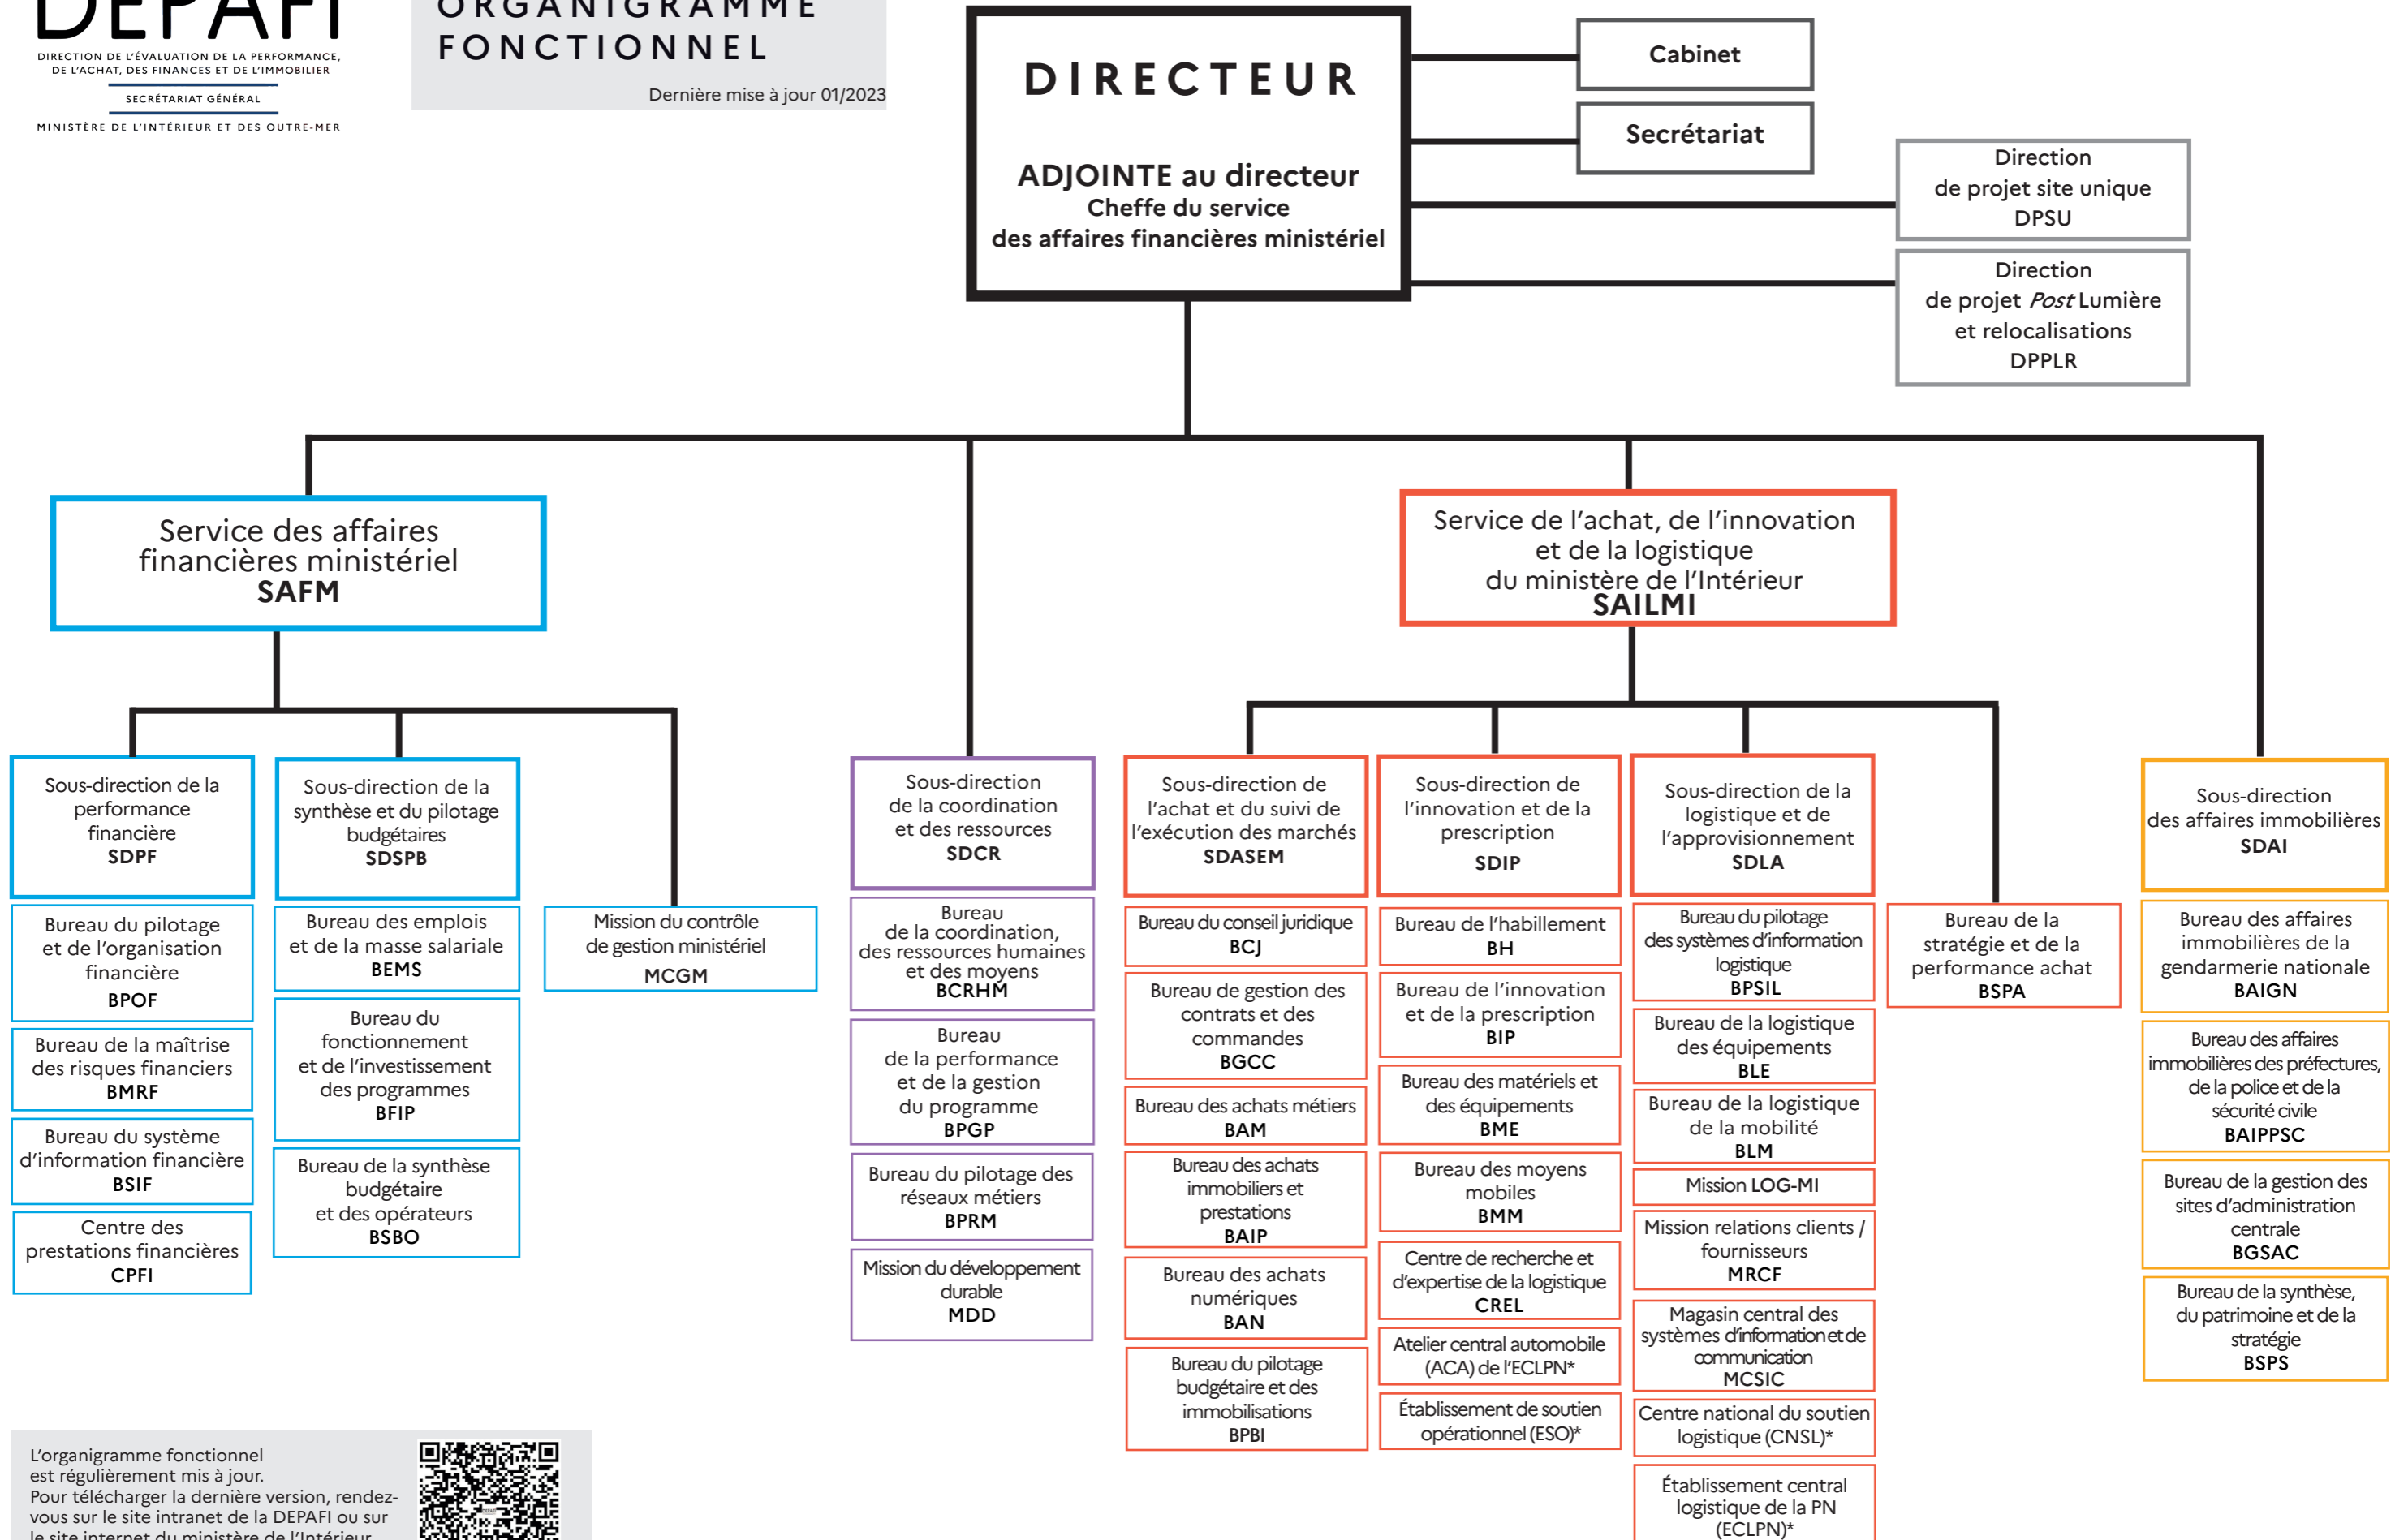 DEPAFI
DIRECTION DE L'ÉVALUATION DE LA PERFORMANCE,
DE L'ACHAT, DES FINANCES ET DE L'IMMOBILIER
SECRÉTARIAT GÉNÉRAL
MINISTÈRE DE L'INTÉRIEUR ET DES OUTRE-MER
ORGANIGRAMME
FONCTIONNEL
Dernière mise à jour 01/2023
DIRECTEUR
ADJOINTE au directeur
Cheffe du service
des affaires financières ministériel
Cabinet
Secrétariat
Direction
de projet site unique
DPSU
Direction
de projet Post Lumière
et relocalisations
DPPLR
Service des affaires
financières ministériel
SAFM
Service de l'achat, de l'innovation
et de la logistique
du ministère de l'Intérieur
SAILMI
Sous-direction de la
performance
financière
SDPF
Bureau du pilotage
et de l'organisation
financière
BPOF
Bureau de la maîtrise
des risques financiers
BMRF
Bureau du système
d'information financière
BSIF
Centre des
prestations financières
CPFI
Sous-direction de la
synthèse et du pilotage
budgétaires
SDSPB
Bureau des emplois
et de la masse salariale
BEMS
Bureau du
fonctionnement
et de l'investissement
des programmes
BFIP
Bureau de la synthèse
budgétaire
et des opérateurs
BSBO
Mission du contrôle
de gestion ministériel
MCGM
Sous-direction
de la coordination
et des ressources
SDCR
Bureau
de la coordination,
des ressources humaines
et des moyens
BCRHM
Bureau
de la performance
et de la gestion
du programme
BPGP
Bureau du pilotage des
réseaux métiers
BPRM
Mission du développement
durable
MDD
Sous-direction de
l'achat et du suivi de
l'exécution des marchés
SDASEM
Bureau du conseil juridique
BCJ
Bureau de gestion des
contrats et des
commandes
BGCC
Bureau des achats métiers
BAM
Bureau des achats
immobiliers et
prestations
BAIP
Bureau des achats
numériques
BAN
Bureau du pilotage
budgétaire et des
immobilisations
BPBI
Sous-direction de
l'innovation et de la
prescription
SDIP
Bureau de l'habillement
BH
Bureau de l'innovation
et de la prescription
BIP
Bureau des matériels et
des équipements
BME
Bureau des moyens
mobiles
BMM
Centre de recherche et
d'expertise de la logistique
CREL
Atelier central automobile
(ACA) de l'ECLPN*
Établissement de soutien
opérationnel (ESO)*
Sous-direction de la
logistique et de
l'approvisionnement
SDLA
Bureau du pilotage
des systèmes d'information
logistique
BPSIL
Bureau de la logistique
des équipements
BLE
Bureau de la logistique
de la mobilité
BLM
Mission LOG-MI
Mission relations clients /
fournisseurs
MRCF
Magasin central des
systèmes d'information et de
communication
MCSIC
Centre national du soutien
logistique (CNSL)*
Établissement central
logistique de la PN
(ECLPN)*
Bureau de la
stratégie et de la
performance achat
BSPA
Sous-direction
des affaires immobilières
SDAI
Bureau des affaires
immobilières de la
gendarmerie nationale
BAIGN
Bureau des affaires
immobilières des préfectures,
de la police et de la
sécurité civile
BAIPPSC
Bureau de la gestion des
sites d'administration
centrale
BGSAC
Bureau de la synthèse,
du patrimoine et de la
stratégie
BSPS
L'organigramme fonctionnel
est régulièrement mis à jour.
Pour télécharger la dernière version, rendez-
vous sur le site intranet de la DEPAFI ou sur
le site internet du ministère de l'Intérieur